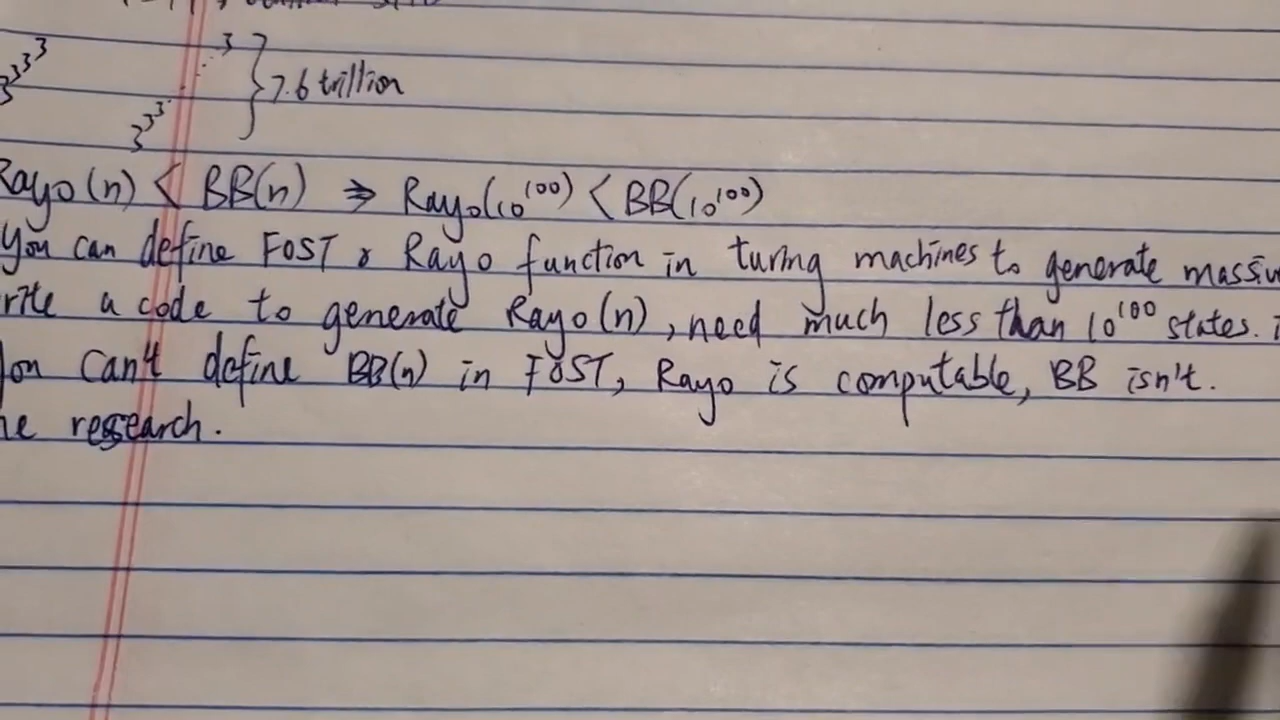 3 3 3 3 3 } 7.6 trillion
3 3 3 3
Rayo(n) < BB(n) ⇒ Rayo(10^100) < BB(10^100)
You can define FOST & Rayo function in turing machines to generate massiv
rite a code to generate Rayo(n), need much less than 10^100 states.
you can't define BB(n) in FOST, Rayo is computable, BB isn't.
he research.